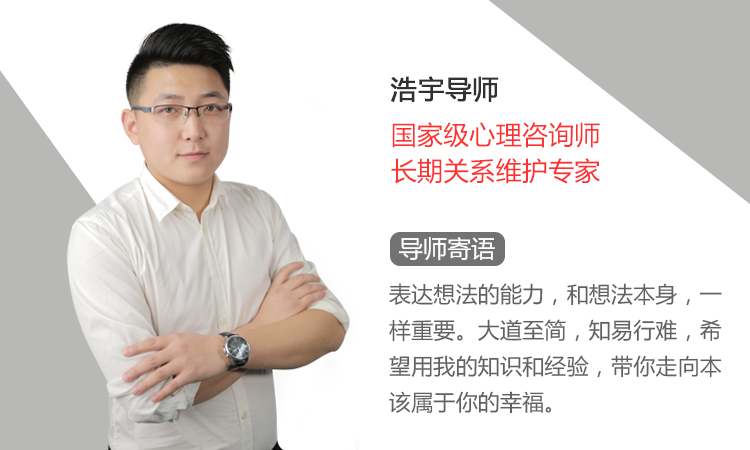 浩宇导师
国家级心理咨询师
长期关系维护专家
导师寄语
表达想法的能力，和想法本身，一
样重要。大道至简，知易行难，希
望用我的知识和经验，带你走向本
该属于你的幸福。